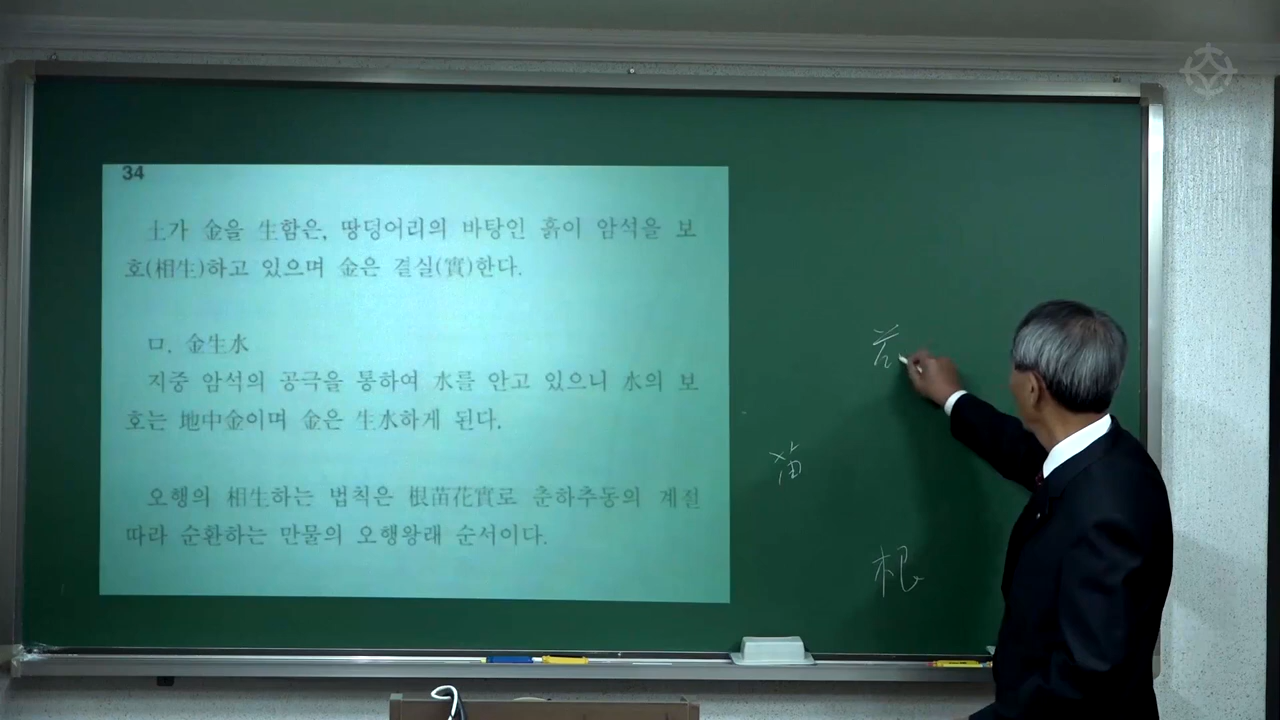 34
土가 金을 生함은, 땅덩어리의 바탕인 흙이 암석을 보
호(相生)하고 있으며 金은 결실(實)한다.
ㅁ. 金生水
지중 암석의 공극을 통하여 水를 안고 있으니 水의 보
호는 地中金이며 金은 生水하게 된다.
오행의 相生하는 법칙은 根苗花實로 춘하추동의 계절
따라 순환하는 만물의 오행왕래 순서이다.
苗
根